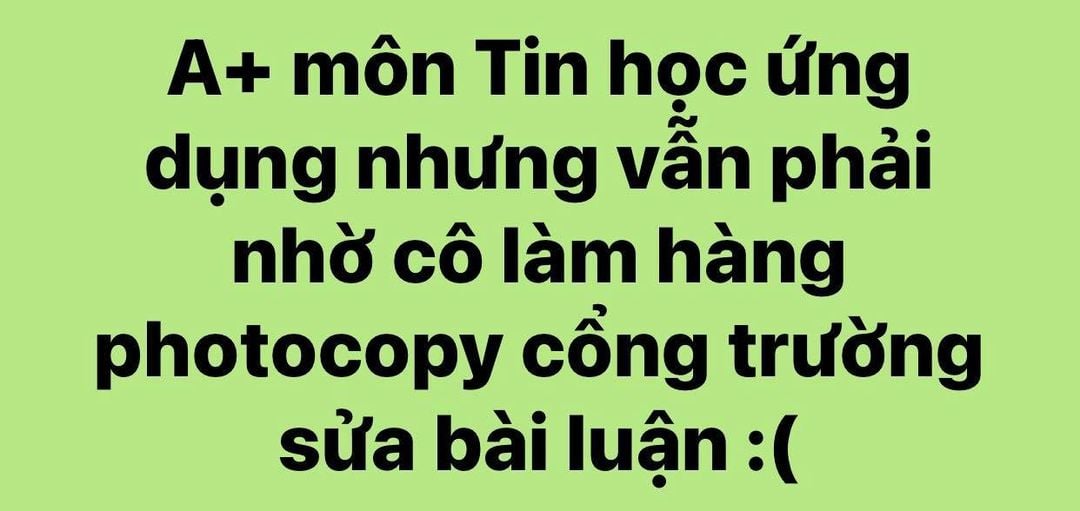 A+ môn Tin học ứng
dụng nhưng vẫn phải
nhờ cô làm hàng
photocopy cổng trường
sửa bài luận :(